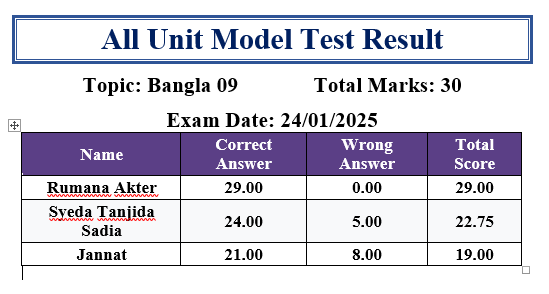 All Unit Model Test Result
Topic: Bangla 09 Total Marks: 30
Exam Date: 24/01/2025
Name Correct Answer Wrong Answer Total Score
Rumana Akter 29.00 0.00 29.00
Syeda Tanjida Sadia 24.00 5.00 22.75
Jannat 21.00 8.00 19.00